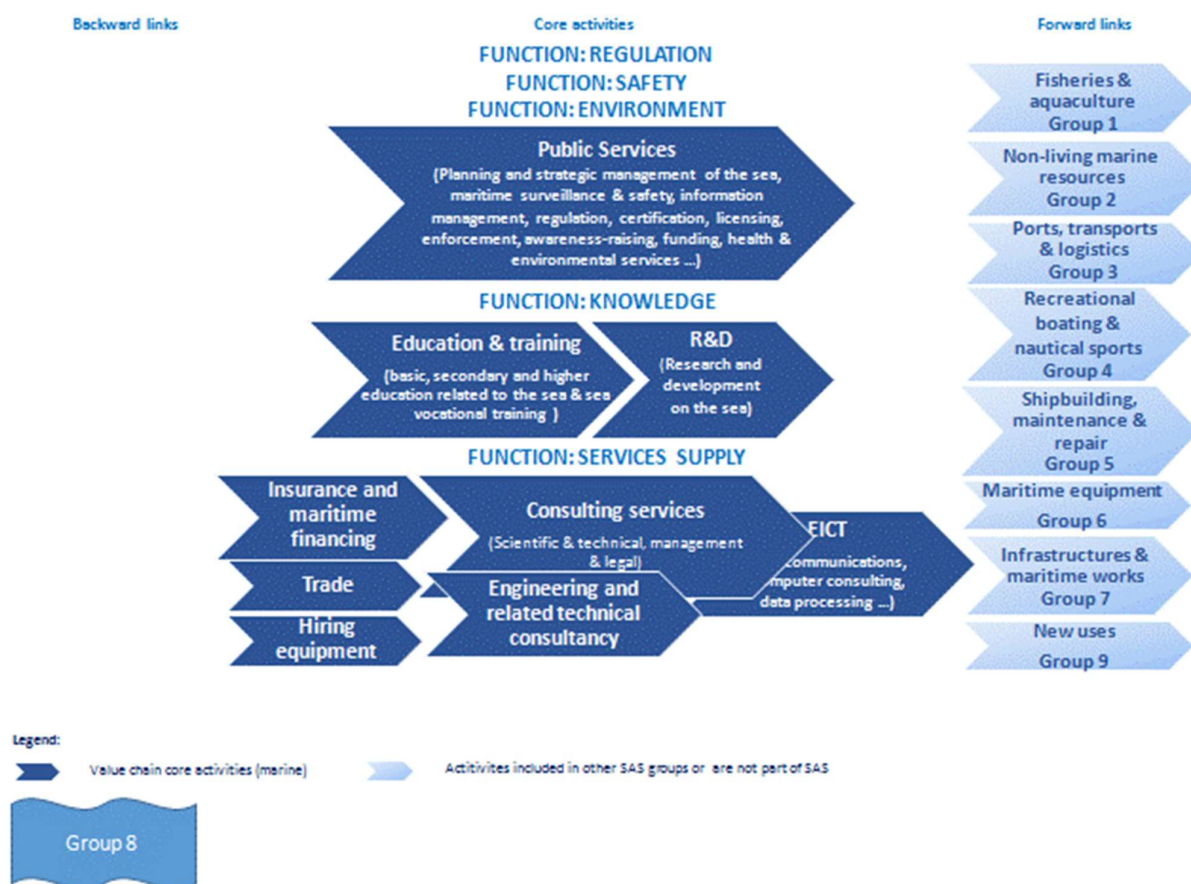 Backward links
Core activities
Forward links
FUNCTION: REGULATION
FUNCTION: SAFETY
FUNCTION: ENVIRONMENT
Public Services
(Planning and strategic management of the sea,
maritime surveillance & safety, information
management, regulation, certification, licensing,
enforcement, awareness-raising, funding, health &
environmental services ...)
FUNCTION: KNOWLEDGE
Education & training
(basic, secondary and higher
education related to the sea & sea
vocational training )
R&D
(Research and
development
on the sea)
FUNCTION: SERVICES SUPPLY
Insurance and
maritime
financing
Trade
Hiring
equipment
Consulting services
(Scientific & technical, management
& legal)
Engineering and
related technical
consultancy
EICT
communications,
mputer consulting,
data processing ...)
Fisheries &
aquaculture
Group 1
Non-living marine
resources
Group 2
Ports, transports
& logistics
Group 3
Recreational
boating &
nautical sports
Group 4
Shipbuilding,
maintenance &
repair
Group 5
Maritime equipment
Group 6
Infrastructures &
maritime works
Group 7
New uses
Group 9
Legend:
Value chain core activities (marine)
Actitivites included in other SAS groups or are not part of SAS
Group 8